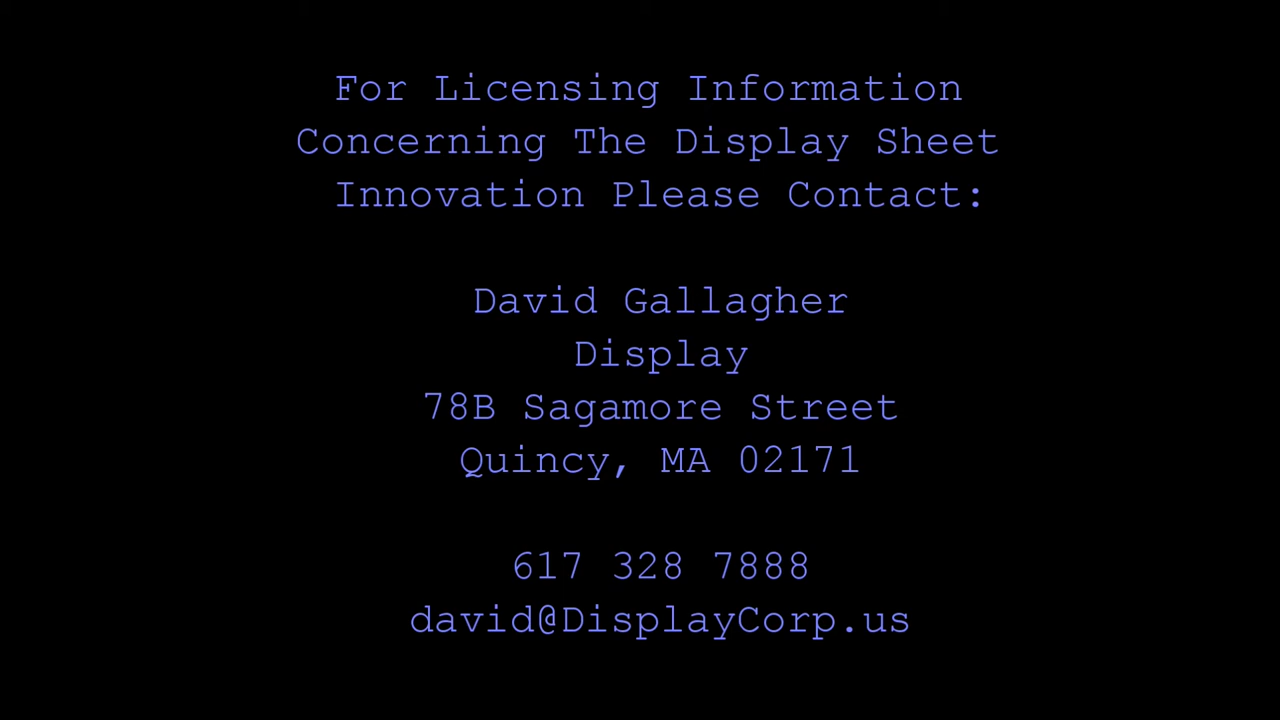 For Licensing Information
Concerning The Display Sheet
Innovation Please Contact:
David Gallagher
Display
78B Sagamore Street
Quincy, MA 02171
617 328 7888
david@DisplayCorp.us